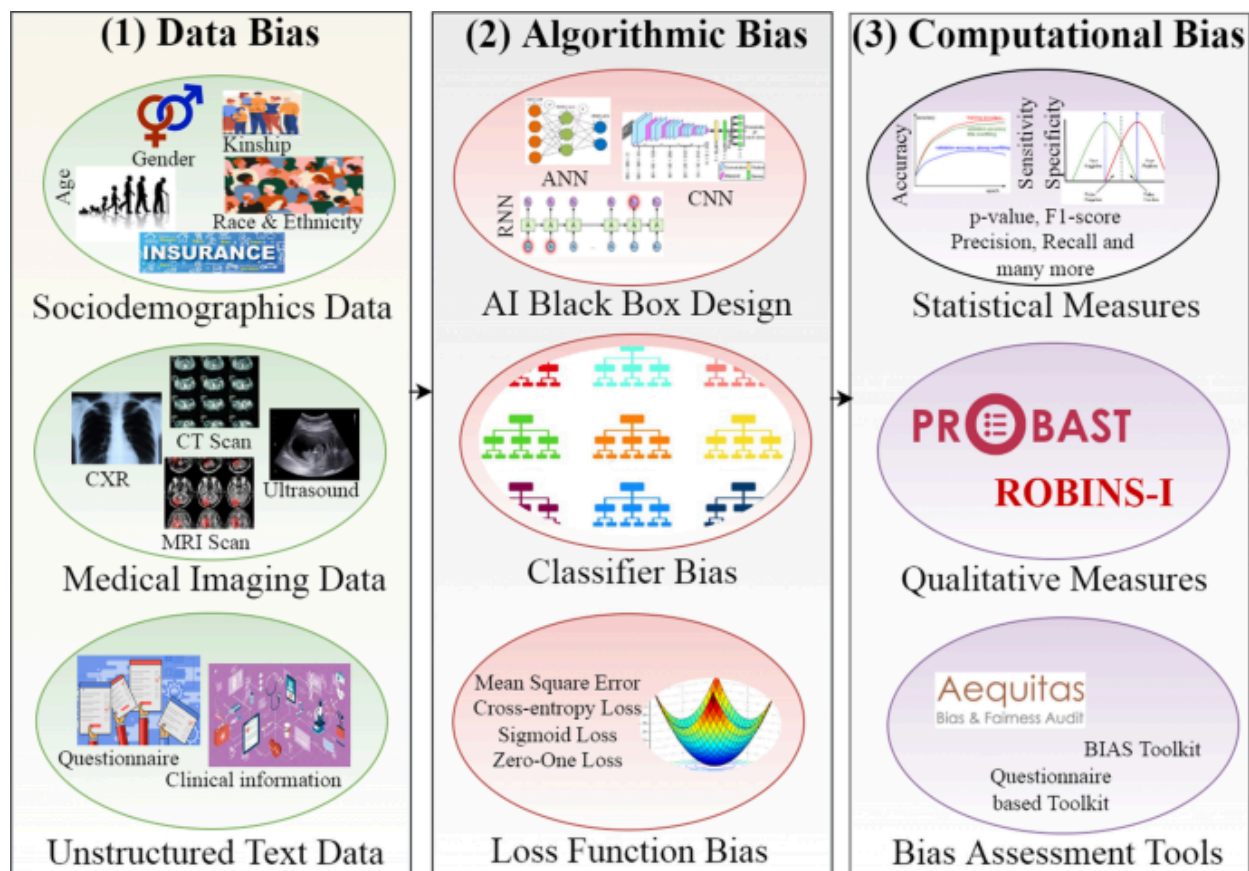 (1) Data Bias
Gender
Kinship
Age
Race & Ethnicity
INSURANCE
Sociodemographics Data
CXR
CT Scan
MRI Scan
Ultrasound
Medical Imaging Data
Questionnaire
Clinical information
Unstructured Text Data
(2) Algorithmic Bias
ANN
CNN
RNN
AI Black Box Design
Classifier Bias
Mean Square Error
Cross-entropy Loss
Sigmoid Loss
Zero-One Loss
Loss Function Bias
(3) Computational Bias
Accuracy
Sensitivity
Specificity
p-value, F1-score
Precision, Recall and
many more
Statistical Measures
PROBAST
ROBINS-I
Qualitative Measures
Aequitas
Bias & Fairness Audit
BIAS Toolkit
Questionnaire
based Toolkit
Bias Assessment Tools